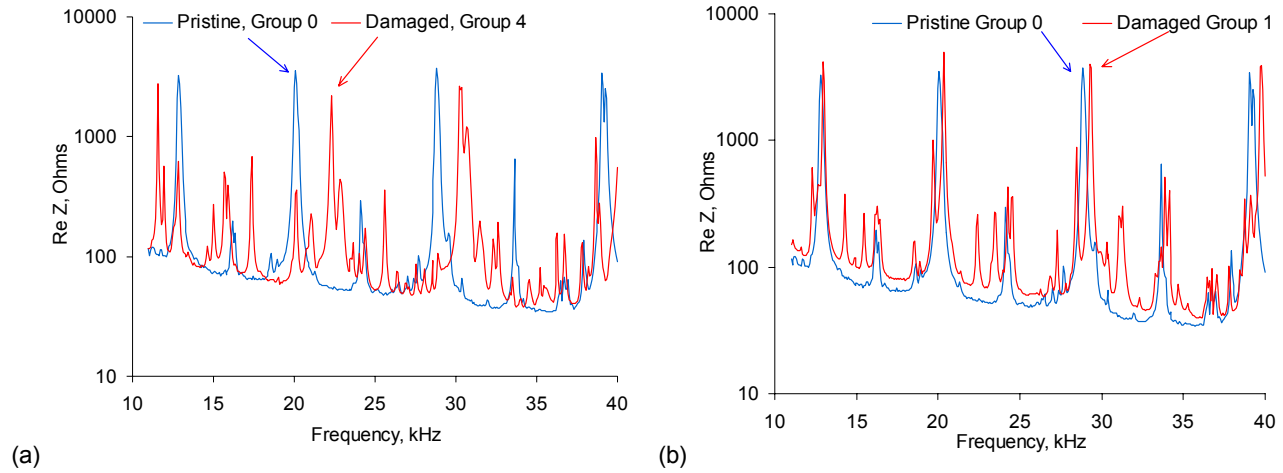 10000
1000
100
10
Re Z, Ohms
Pristine, Group 0
Damaged, Group 4
10 15 20 25 30 35 40
Frequency, kHz
(a)
10000
1000
100
10
Re Z, Ohms
Pristine Group 0
Damaged Group 1
10 15 20 25 30 35 40
Frequency, kHz
(b)